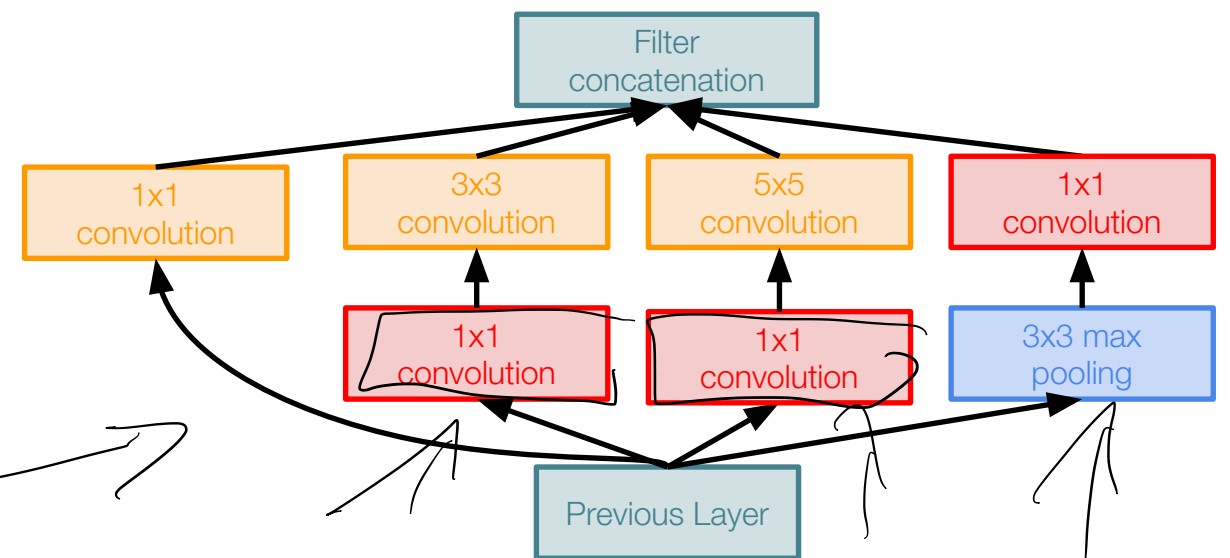 Filter
concatenation
1x1
convolution
3x3
convolution
5x5
convolution
1x1
convolution
1x1
convolution
1x1
convolution
3x3 max
pooling
Previous Layer